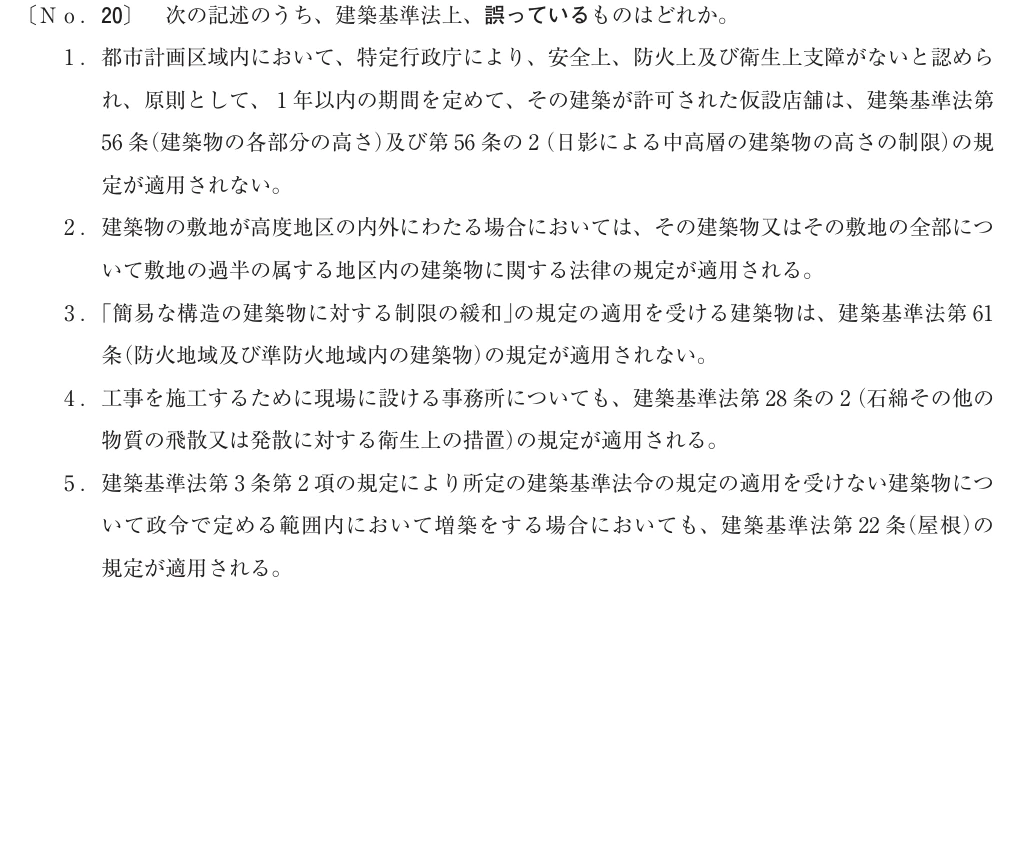 〔No. 20〕　次の記述のうち、建築基準法上、誤っているものはどれか。
1. 都市計画区域内において、特定行政庁により、安全上、防火上及び衛生上支障がないと認めら
れ、原則として、1年以内の期間を定めて、その建築が許可された仮設店舗は、建築基準法第
56条(建築物の各部分の高さ)及び第56条の2(日影による中高層の建築物の高さの制限)の規
定が適用されない。
2. 建築物の敷地が高度地区の内外にわたる場合においては、その建築物又はその敷地の全部につ
いて敷地の過半の属する地区内の建築物に関する法律の規定が適用される。
3. 「簡易な構造の建築物に対する制限の緩和」の規定の適用を受ける建築物は、建築基準法第61
条(防火地域及び準防火地域内の建築物)の規定が適用されない。
4. 工事を施工するために現場に設ける事務所についても、建築基準法第28条の2(石綿その他の
物質の飛散又は発散に対する衛生上の措置)の規定が適用される。
5. 建築基準法第3条第2項の規定により所定の建築基準法令の規定の適用を受けない建築物につ
いて政令で定める範囲内において増築をする場合においても、建築基準法第22条(屋根)の
規定が適用される。